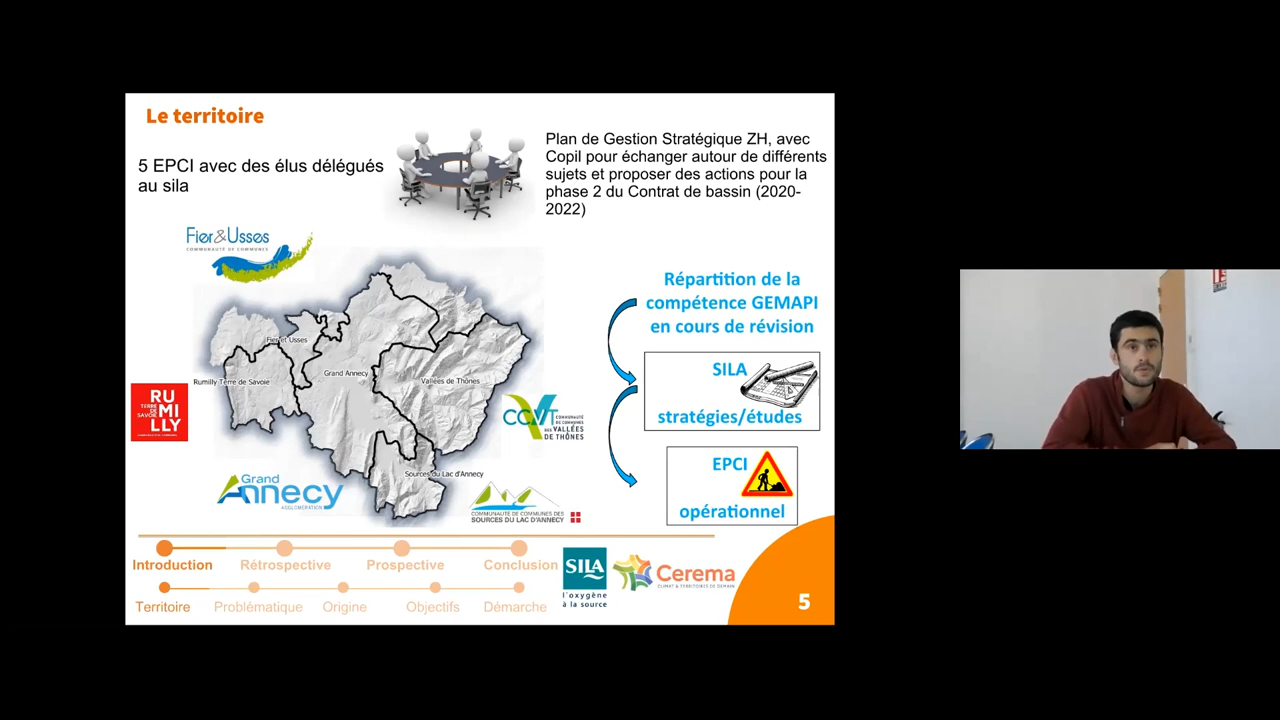 Le territoire
5 EPCI avec des élus délégués
au sila
Plan de Gestion Stratégique ZH, avec
Copil pour échanger autour de différents
sujets et proposer des actions pour la
phase 2 du Contrat de bassin (2020-
2022)
Fier&Usses
COMMUNAUTÉ DE COMMUNES
Répartition de la
compétence GEMAPI
en cours de révision
Fier et Usses
Grand Annecy
Rumilly Terre de Savoie
Vallées de Thônes
Sources du Lac d'Annecy
RU
TERRE DE SAVOIE
MI
LLY
CCVT
COMMUNAUTÉ
DE COMMUNES
DES VALLÉES
DE THÔNES
SILA
stratégies/études
EPCI
opérationnel
Grand
Annecy
AGGLOMÉRATION
COMMUNAUTÉ DE COMMUNES DES
SOURCES DU LAC D'ANNECY
Introduction
Rétrospective
Prospective
Conclusion
Territoire
Problématique
Origine
Objectifs
Démarche
SILA
l'oxygène
à la source
Cerema
CLIMAT & TERRITOIRES DE DEMAIN
5